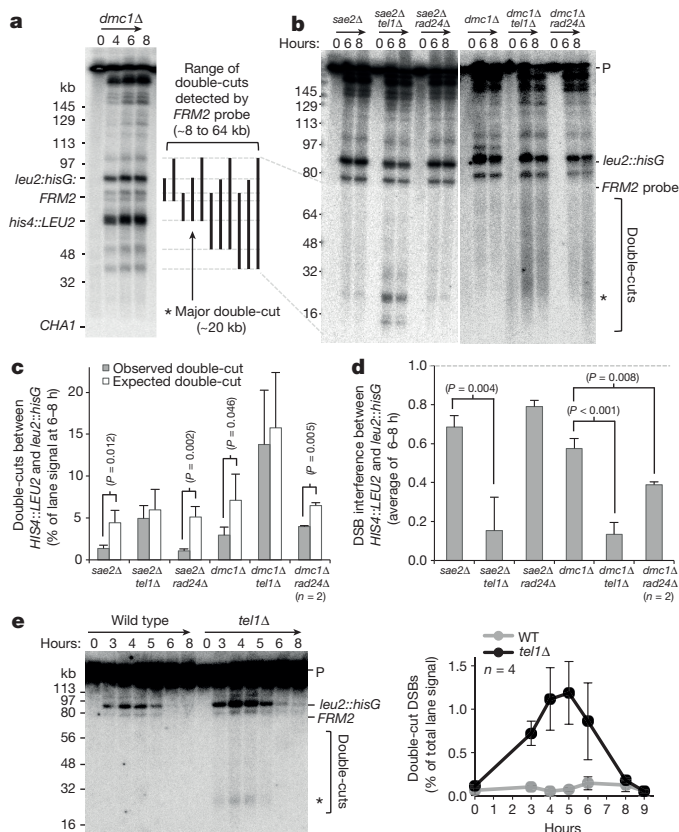 a
dmc1Δ
0 4 6 8
kb
145
129
113
97
leu2::hisG:
FRM2
his4::LEU2
48
32
CHA1
Range of
double-cuts
detected by
FRM2 probe
(~8 to 64 kb)
* Major double-cut
(~20 kb)
b
sae2Δ
sae2Δ
tel1Δ
sae2Δ
rad24Δ
dmc1Δ
dmc1Δ
tel1Δ
dmc1Δ
rad24Δ
Hours: 0 6 8 0 6 8 0 6 8 0 6 8 0 6 8 0 6 8
145
129
113
97
80
64
48
32
16
P
leu2::hisG
FRM2 probe
Double-cuts
*
c
Observed double-cut
Expected double-cut
Double-cuts between
HIS4::LEU2 and leu2::hisG
(% of lane signal at 6–8 h)
25
20
15
10
5
0
(P = 0.012)
(P = 0.002)
(P = 0.046)
(P = 0.005)
sae2Δ
sae2Δ
tel1Δ
sae2Δ
rad24Δ
dmc1Δ
dmc1Δ
tel1Δ
dmc1Δ
rad24Δ
(n = 2)
d
DSB interference between
HIS4::LEU2 and leu2::hisG
(average of 6–8 h)
1.0
0.8
0.6
0.4
0.2
0.0
(P = 0.004)
(P = 0.008)
(P < 0.001)
sae2Δ
sae2Δ
tel1Δ
sae2Δ
rad24Δ
dmc1Δ
dmc1Δ
tel1Δ
dmc1Δ
rad24Δ
(n = 2)
e
Wild type
tel1Δ
Hours: 0 3 4 5 6 8 0 3 4 5 6 8
kb
113
97
80
56
48
32
16
P
leu2::hisG
FRM2
Double-cuts
*
WT
tel1Δ
n = 4
Double-cut DSBs
(% of total lane signal)
1.5
1.0
0.5
0.0
0 1 2 3 4 5 6 7 8 9
Hours